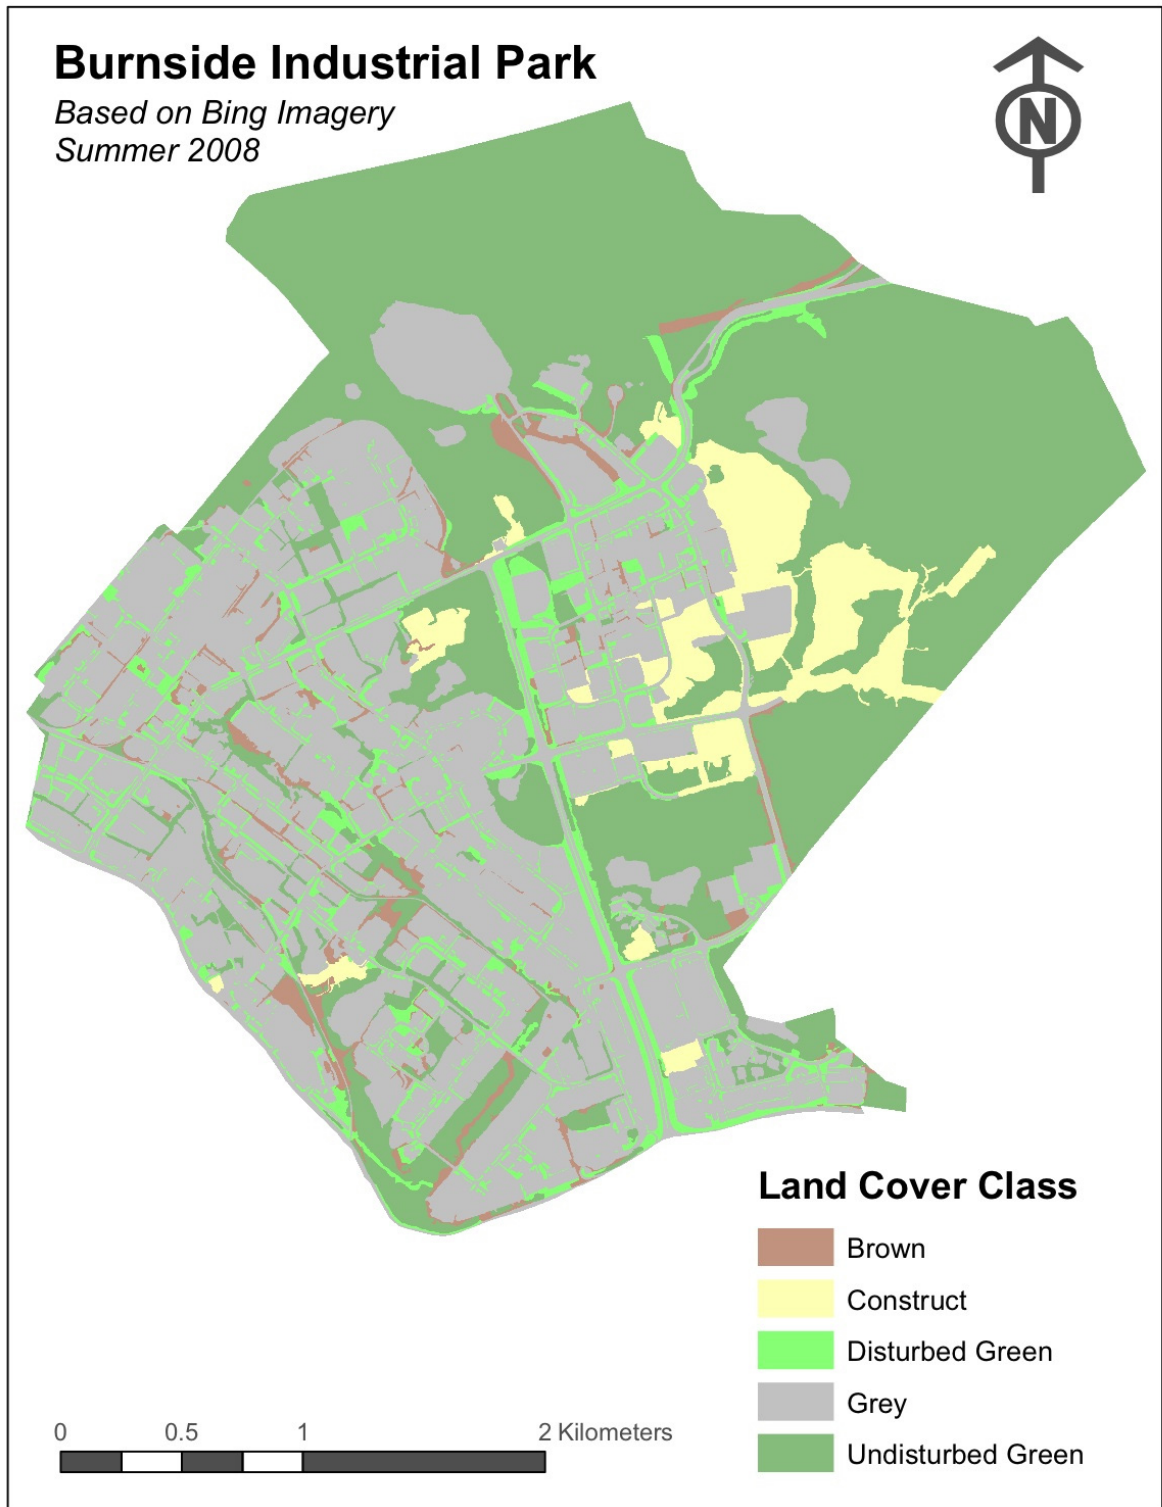 Burnside Industrial Park
Based on Bing Imagery
Summer 2008
N
Land Cover Class
Brown
Construct
Disturbed Green
Grey
Undisturbed Green
0 0.5 1 2 Kilometers